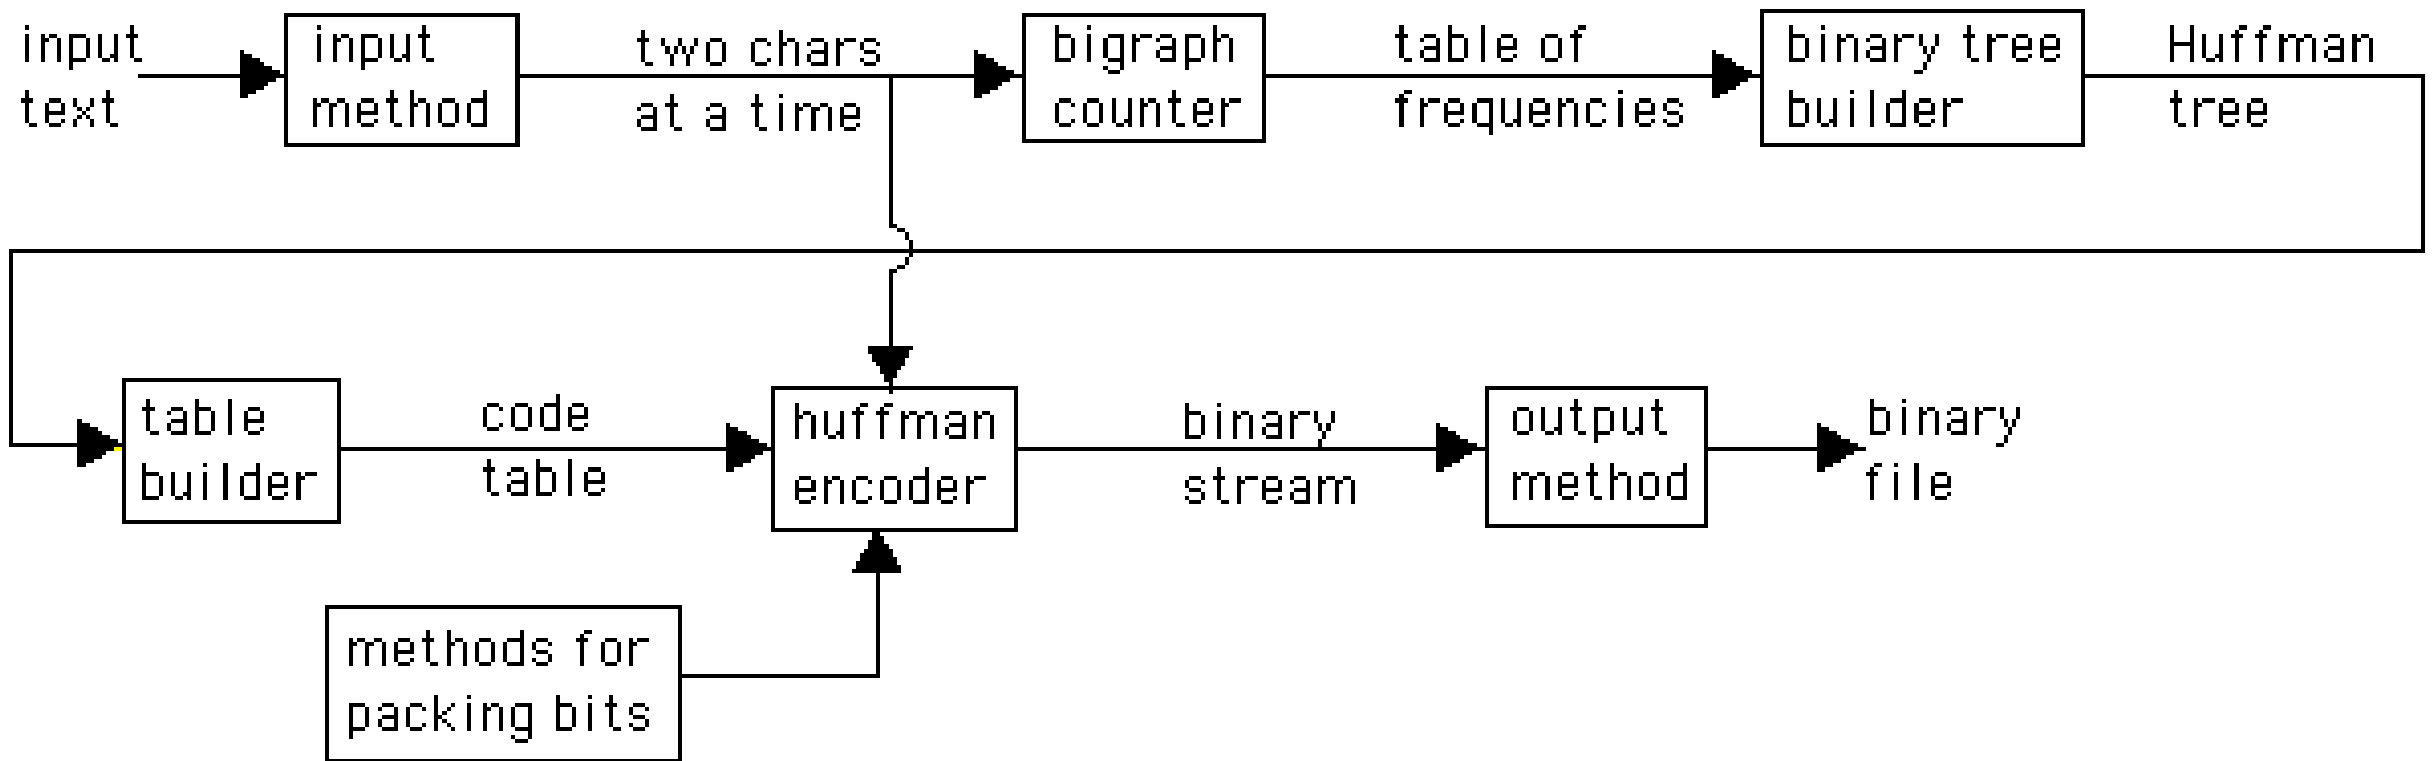 input
text
input
method
two chars
at a time
bigraph
counter
table of
frequencies
binary tree
builder
Huffman
tree
table
builder
code
table
huffman
encoder
binary
stream
output
method
binary
file
methods for
packing bits